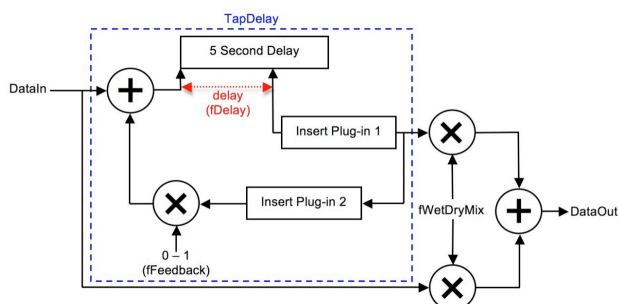 TapDelay
5 Second Delay
DataIn
delay
(fDelay)
Insert Plug-in 1
Insert Plug-in 2
fWetDryMix
DataOut
0 – 1
(fFeedback)